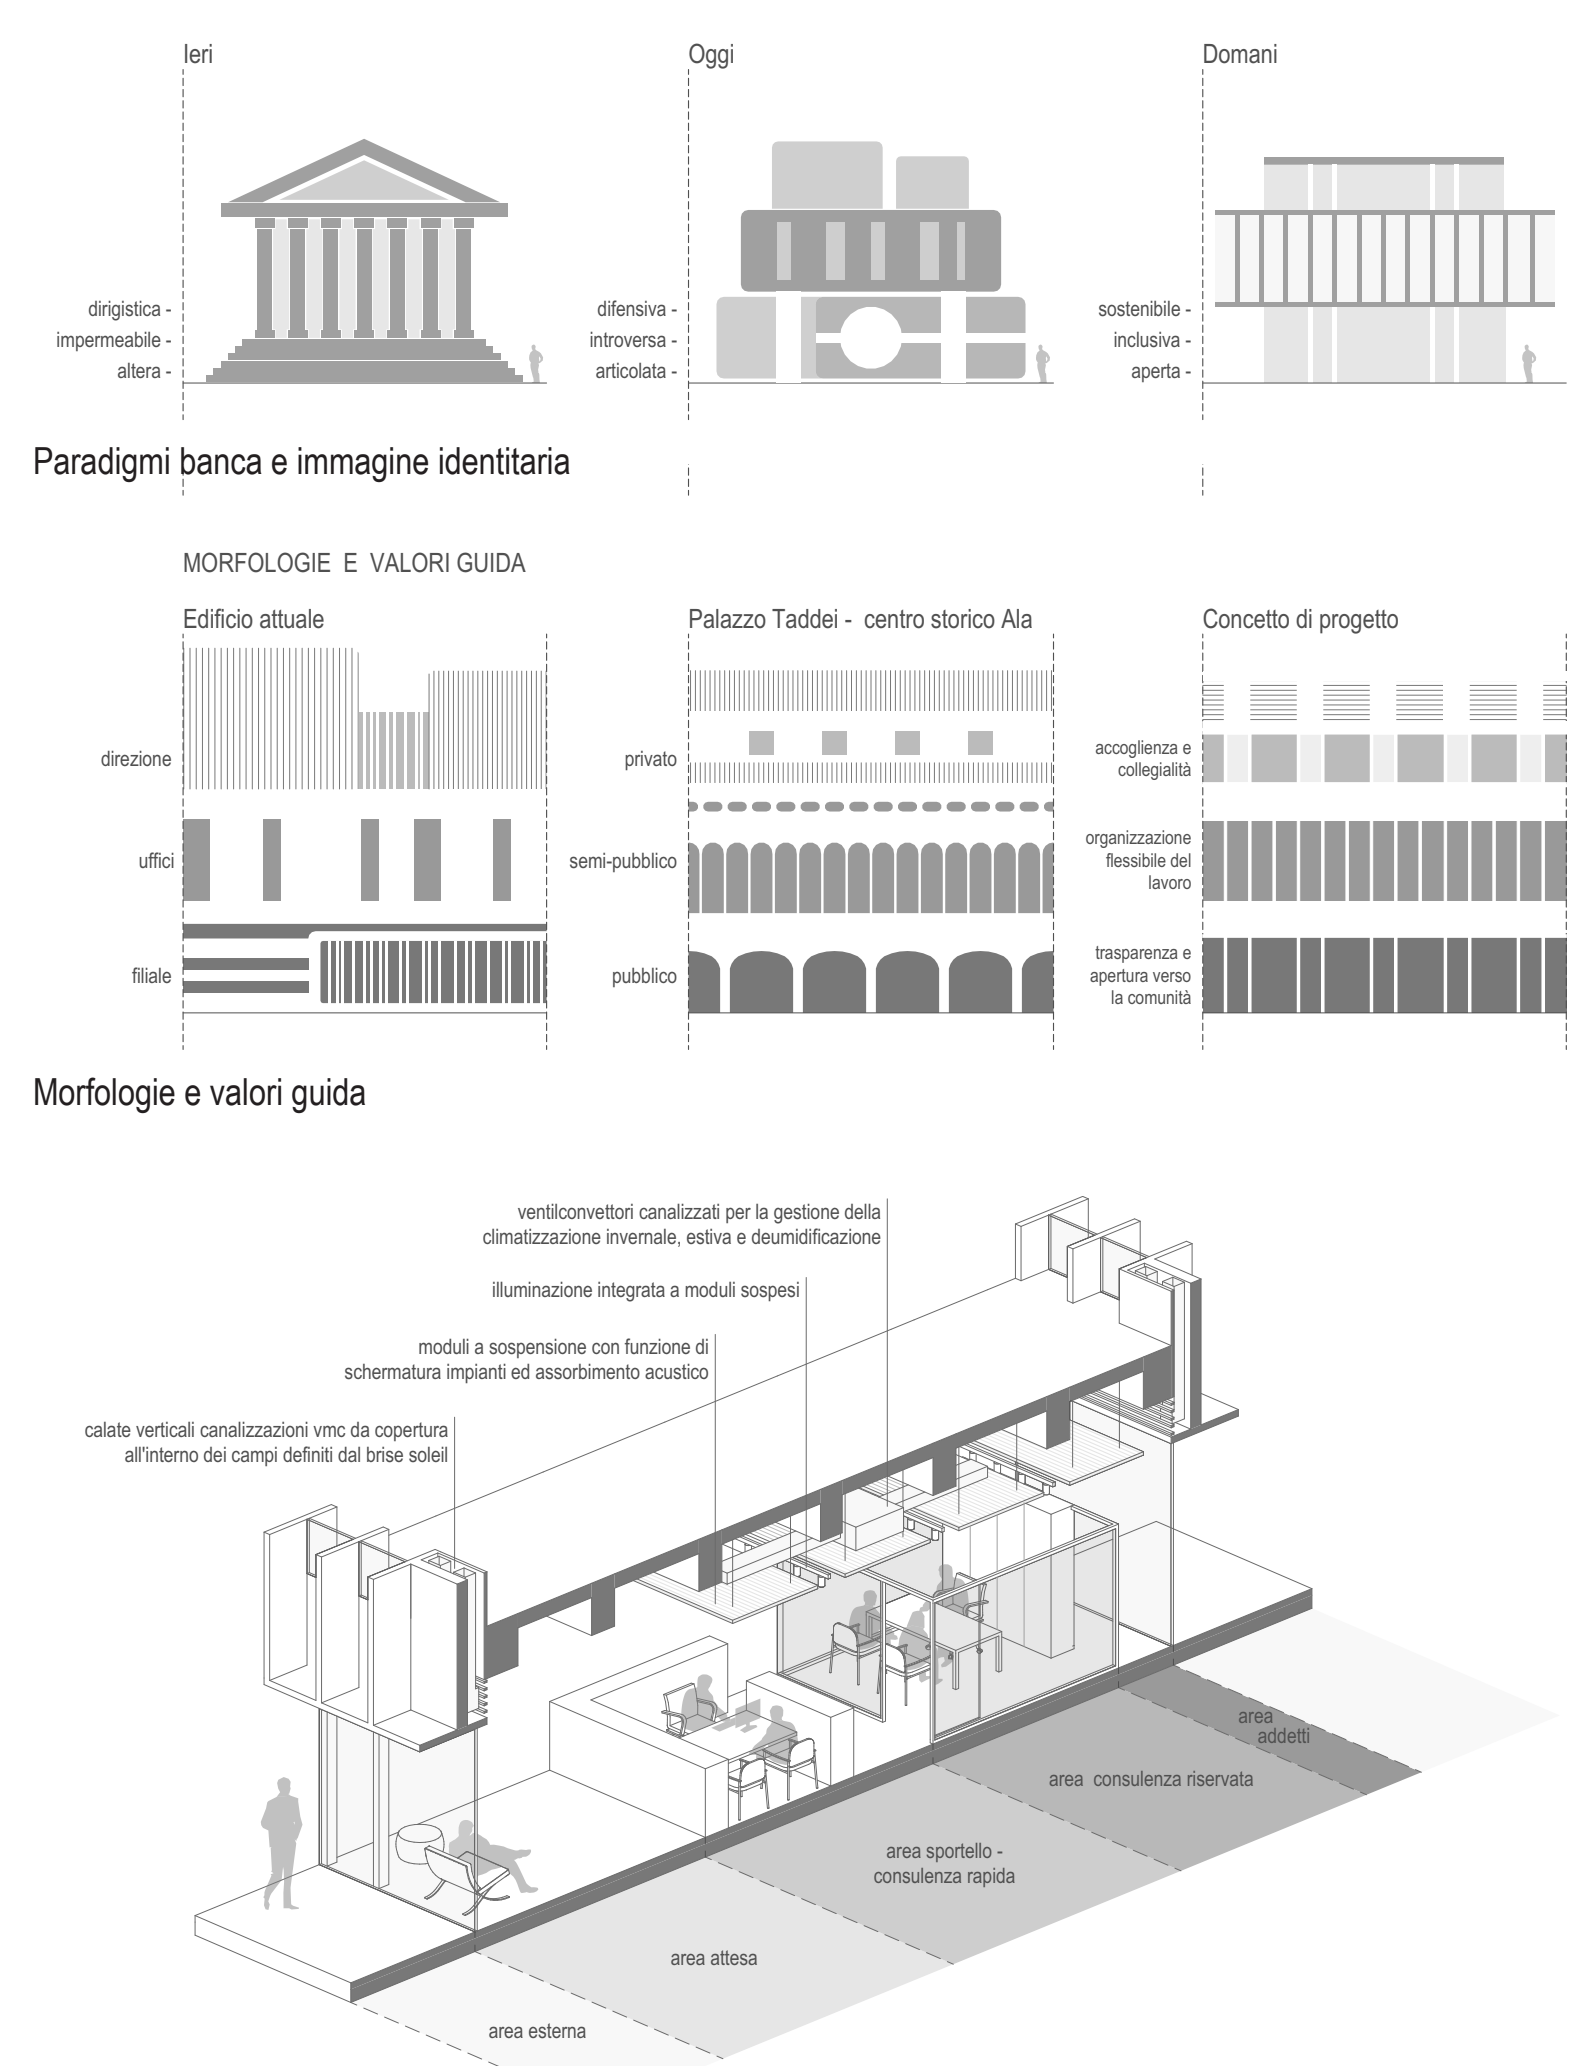 Ieri
Oggi
Domani
dirigistica -
impermeabile -
altera -
difensiva -
introversa -
articolata -
sostenibile -
inclusiva -
aperta -
Paradigmi banca e immagine identitaria
MORFOLOGIE E VALORI GUIDA
Edificio attuale
Palazzo Taddei - centro storico Ala
Concetto di progetto
direzione
uffici
filiale
privato
semi-pubblico
pubblico
accoglienza e
collegialità
organizzazione
flessibile del
lavoro
trasparenza e
apertura verso
la comunità
Morfologie e valori guida
ventilconvettori canalizzati per la gestione della
climatizzazione invernale, estiva e deumidificazione
illuminazione integrata a moduli sospesi
moduli a sospensione con funzione di
schermatura impianti ed assorbimento acustico
calate verticali canalizzazioni vmc da copertura
all'interno dei campi definiti dal brise soleil
area
addetti
area consulenza riservata
area sportello -
consulenza rapida
area attesa
area esterna